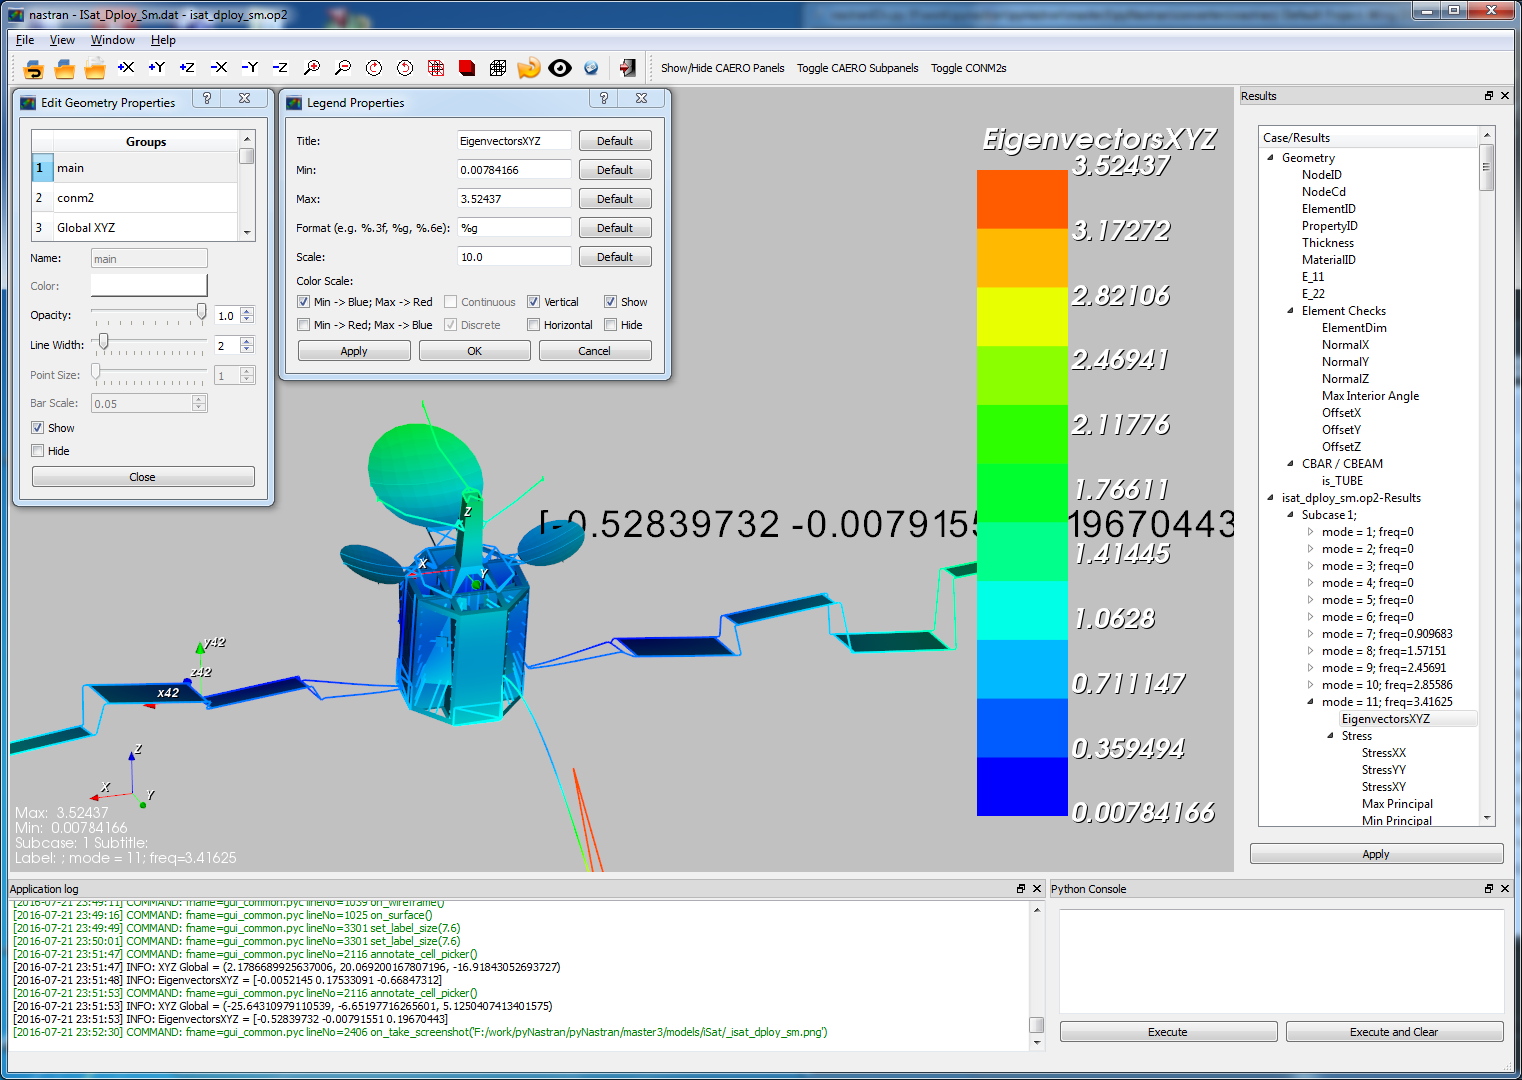 nastran - ISat_Dploy_Sm.dat - isat_dploy_sm.op2
File View Window Help
+X +Y +Z -X -Y -Z Show/Hide CAERO Panels Toggle CAERO Subpanels Toggle CONM2s
Edit Geometry Properties
Groups
1 main
2 conm2
3 Global XYZ
Name: main
Color:
Opacity: 1.0
Line Width: 2
Point Size: 1
Bar Scale: 0.05
Show
Hide
Close
Legend Properties
Title: EigenvectorsXYZ Default
Min: 0.00784166 Default
Max: 3.52437 Default
Format (e.g. %.3f, %g, %.6e): %g Default
Scale: 10.0 Default
Color Scale:
Min -> Blue; Max -> Red Continuous Vertical Show
Min -> Red; Max -> Blue Discrete Horizontal Hide
Apply OK Cancel
EigenvectorsXYZ
3.52437
3.17272
2.82106
2.46941
2.11776
1.76611
1.41445
1.0628
0.711147
0.359494
0.00784166
[-0.52839732 -0.0079155 19670443
Z
X
Y
y42
z42
x42
Z
X
Y
Max: 3.52437
Min: 0.00784166
Subcase: 1 Subtitle:
Label: ; mode = 11; freq=3.41625
Results
Case/Results
Geometry
NodeID
NodeCd
ElementID
PropertyID
Thickness
MaterialID
E_11
E_22
Element Checks
ElementDim
NormalX
NormalY
NormalZ
Max Interior Angle
OffsetX
OffsetY
OffsetZ
CBAR / CBEAM
is_TUBE
isat_dploy_sm.op2-Results
Subcase 1;
mode = 1; freq=0
mode = 2; freq=0
mode = 3; freq=0
mode = 4; freq=0
mode = 5; freq=0
mode = 6; freq=0
mode = 7; freq=0.909683
mode = 8; freq=1.57151
mode = 9; freq=2.45691
mode = 10; freq=2.85586
mode = 11; freq=3.41625
EigenvectorsXYZ
Stress
StressXX
StressYY
StressXY
Max Principal
Min Principal
Apply
Application log
[2016-07-21 23:49:11] COMMAND: fname=gui_common.pyc lineNo=1039 on_wireframe()
[2016-07-21 23:49:16] COMMAND: fname=gui_common.pyc lineNo=1025 on_surface()
[2016-07-21 23:49:49] COMMAND: fname=gui_common.pyc lineNo=3301 set_label_size(7.6)
[2016-07-21 23:50:01] COMMAND: fname=gui_common.pyc lineNo=3301 set_label_size(7.6)
[2016-07-21 23:51:47] COMMAND: fname=gui_common.pyc lineNo=2116 annotate_cell_picker()
[2016-07-21 23:51:47] INFO: XYZ Global = (2.1786689925637006, 20.069200167807196, -16.91843052693727)
[2016-07-21 23:51:48] INFO: EigenvectorsXYZ = [-0.0052145 0.17533091 -0.66847312]
[2016-07-21 23:51:53] COMMAND: fname=gui_common.pyc lineNo=2116 annotate_cell_picker()
[2016-07-21 23:51:53] INFO: XYZ Global = (-25.64310979110539, -6.65197716265601, 5.1250407413401575)
[2016-07-21 23:51:53] INFO: EigenvectorsXYZ = [-0.52839732 -0.00791551 0.19670443]
[2016-07-21 23:52:30] COMMAND: fname=gui_common.pyc lineNo=2406 on_take_screenshot('F:/work/pyNastran/pyNastran/master3/models/iSat/_isat_dploy_sm.png')
Python Console
Execute Execute and Clear